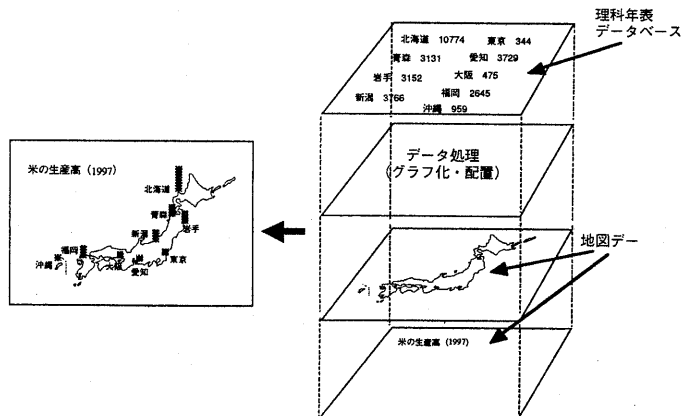 理科年表
データベース
北海道 10774 東京 344
青森 3131 愛知 3729
岩手 3152 大阪 475
新潟 3766 福岡 2645
沖縄 959
データ処理
(グラフ化・配置)
地図デー
米の生産高 (1997)
米の生産高 (1997)
北海道
青森
岩手
新潟
福岡
沖縄
大阪
愛知
東京